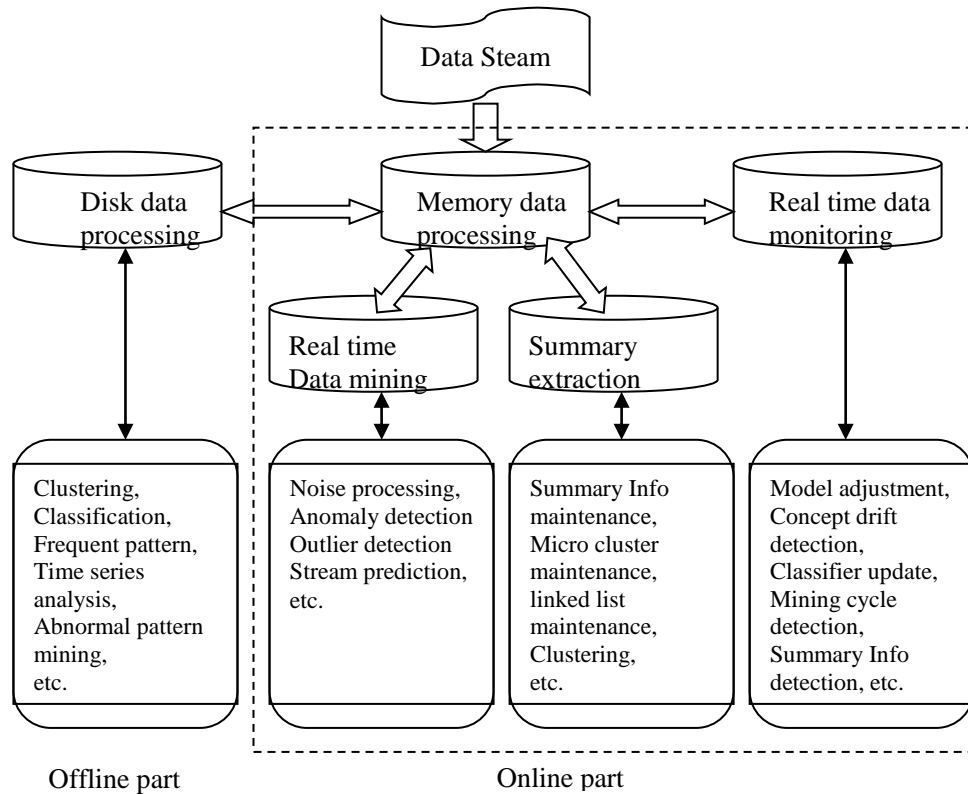 Data Steam
Disk data
processing
Memory data
processing
Real time data
monitoring
Real time
Data mining
Summary
extraction
Clustering,
Classification,
Frequent pattern,
Time series
analysis,
Abnormal pattern
mining,
etc.
Noise processing,
Anomaly detection
Outlier detection
Stream prediction,
etc.
Summary Info
maintenance,
Micro cluster
maintenance,
linked list
maintenance,
Clustering,
etc.
Model adjustment,
Concept drift
detection,
Classifier update,
Mining cycle
detection,
Summary Info
detection, etc.
Offline part
Online part